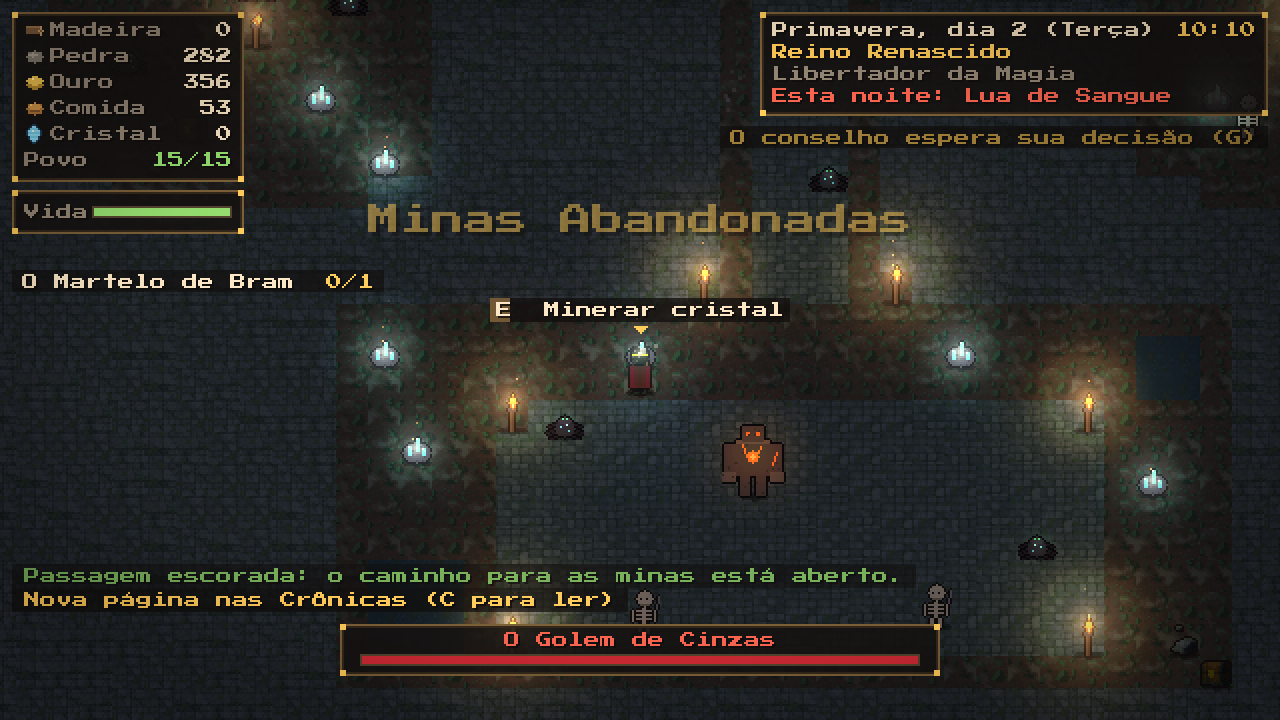 Madeira 0
Pedra 282
Ouro 356
Comida 53
Cristal 0
Povo 15/15
Vida
Primavera, dia 2 (Terça) 10:10
Reino Renascido
Libertador da Magia
Esta noite: Lua de Sangue
O conselho espera sua decisão (G)
Minas Abandonadas
O Martelo de Bram 0/1
E Minerar cristal
Passagem escorada: o caminho para as minas está aberto.
Nova página nas Crônicas (C para ler)
O Golem de Cinzas